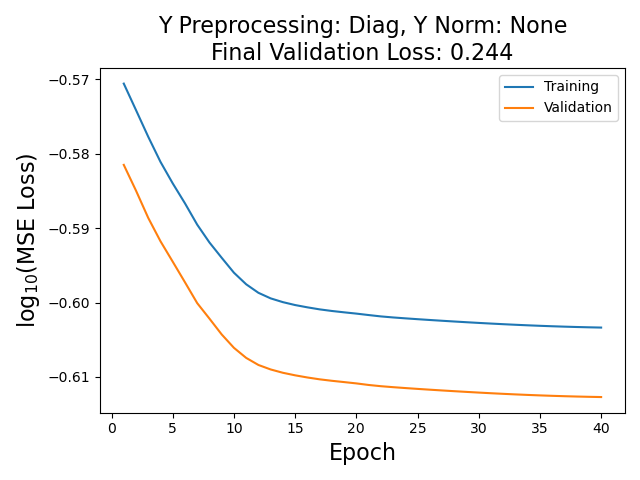 Y Preprocessing: Diag, Y Norm: None
Final Validation Loss: 0.244
Training
Validation
−0.57
−0.58
−0.59
−0.60
−0.61
log₁₀(MSE Loss)
0
5
10
15
20
25
30
35
40
Epoch